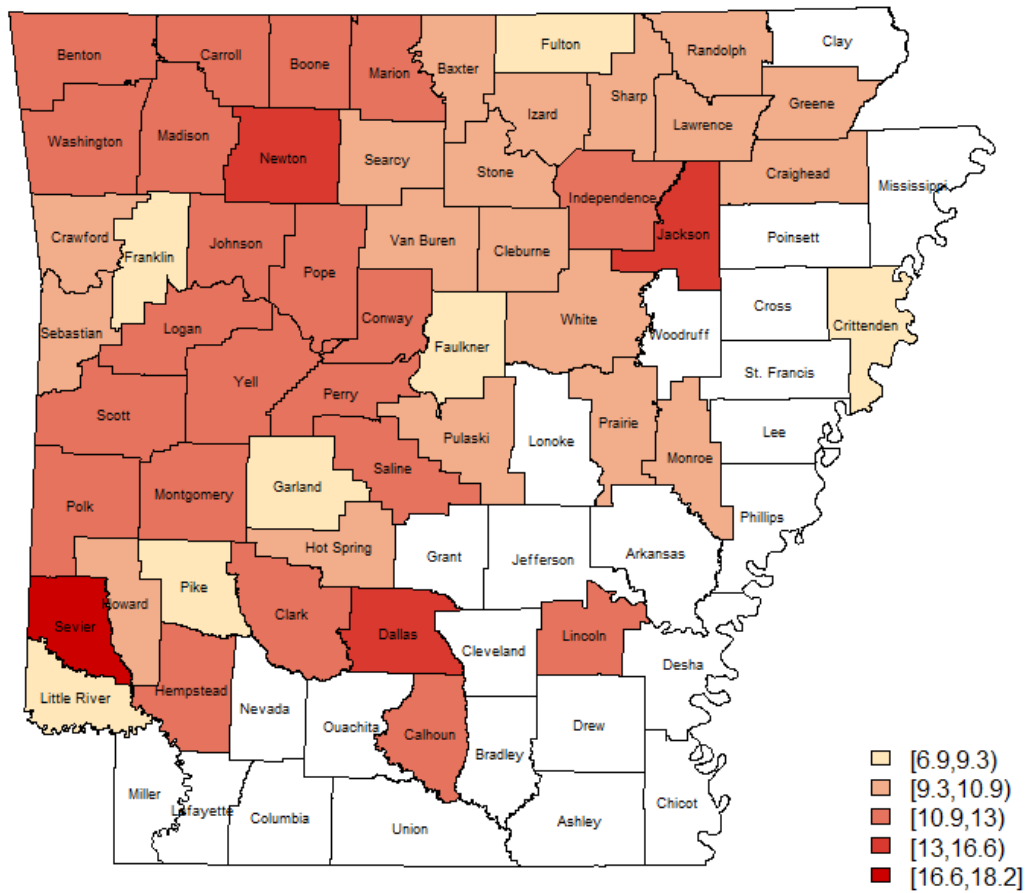 Clay
Fulton
Randolph
Benton
Carroll
Boone
Marion
Baxter
Sharp
Greene
Izard
Lawrence
Washington
Madison
Newton
Searcy
Stone
Independence
Craighead
Mississippi
Crawford
Franklin
Johnson
Pope
Van Buren
Cleburne
Jackson
Poinsett
Sebastian
Logan
Conway
Faulkner
White
Woodruff
Cross
Crittenden
Scott
Yell
Perry
St. Francis
Pulaski
Lonoke
Prairie
Lee
Polk
Montgomery
Garland
Saline
Monroe
Phillips
Hot Spring
Grant
Jefferson
Arkansas
Sevier
Howard
Pike
Clark
Dallas
Cleveland
Lincoln
Desha
Little River
Hempstead
Nevada
Ouachita
Calhoun
Bradley
Drew
Miller
Lafayette
Columbia
Union
Ashley
Chicot
[6.9,9.3)
[9.3,10.9)
[10.9,13)
[13,16.6)
[16.6,18.2]